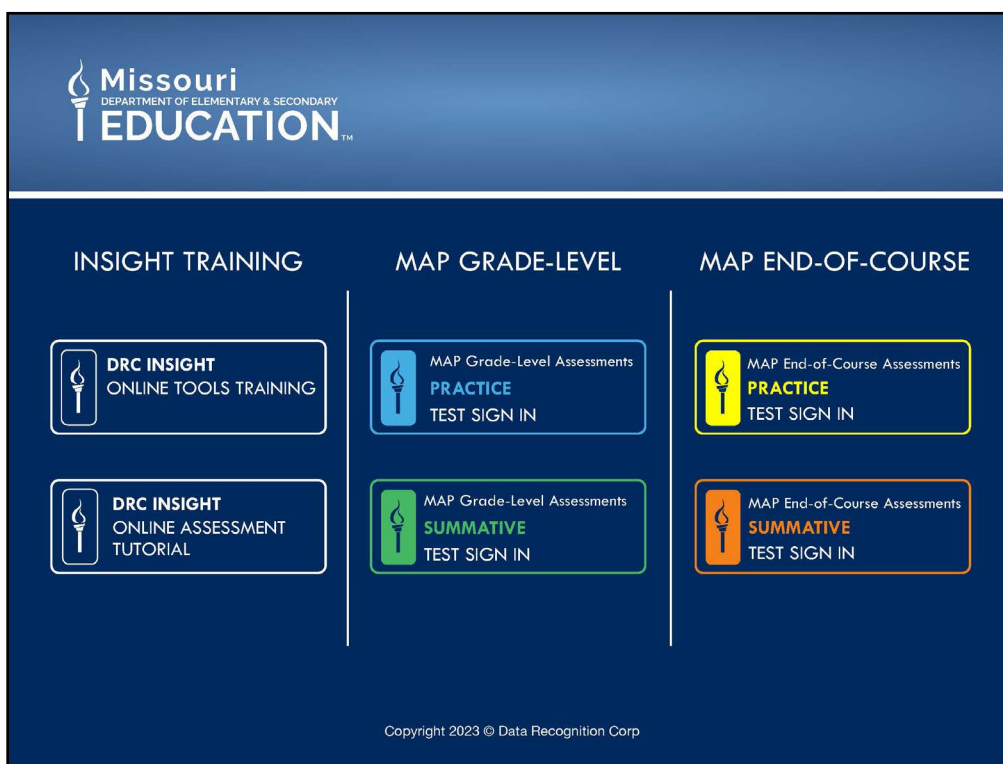 Missouri
DEPARTMENT OF ELEMENTARY & SECONDARY
EDUCATION™
INSIGHT TRAINING
DRC INSIGHT
ONLINE TOOLS TRAINING
DRC INSIGHT
ONLINE ASSESSMENT
TUTORIAL
MAP GRADE-LEVEL
MAP Grade-Level Assessments
PRACTICE
TEST SIGN IN
MAP Grade-Level Assessments
SUMMATIVE
TEST SIGN IN
MAP END-OF-COURSE
MAP End-of-Course Assessments
PRACTICE
TEST SIGN IN
MAP End-of-Course Assessments
SUMMATIVE
TEST SIGN IN
Copyright 2023 © Data Recognition Corp